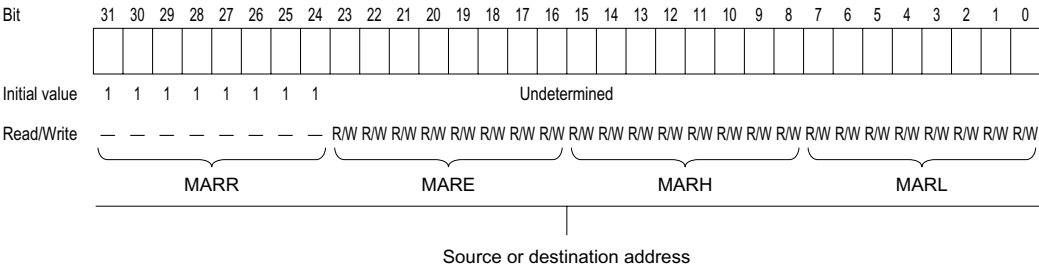 Bit 31 30 29 28 27 26 25 24 23 22 21 20 19 18 17 16 15 14 13 12 11 10 9 8 7 6 5 4 3 2 1 0
Initial value 1 1 1 1 1 1 1 1 Undetermined
Read/Write — — — — — — — — R/W R/W R/W R/W R/W R/W R/W R/W R/W R/W R/W R/W R/W R/W R/W R/W R/W R/W R/W R/W R/W R/W R/W R/W
MARR MARE MARH MARL
Source or destination address